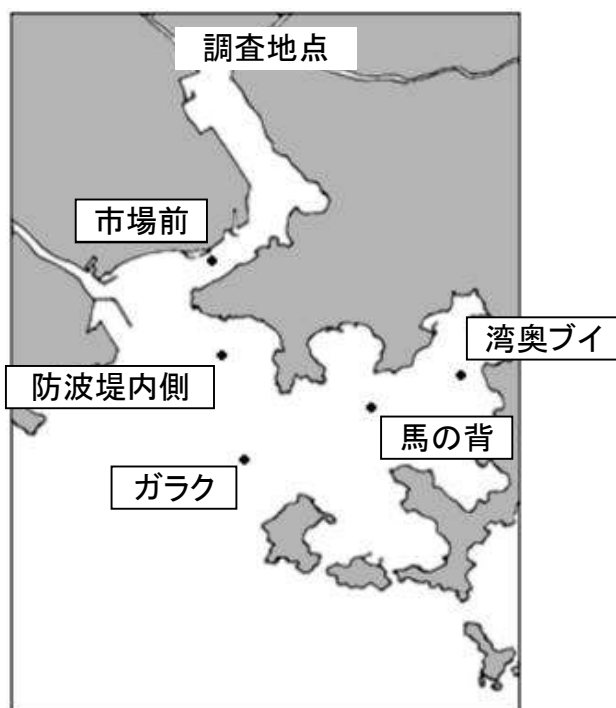 調査地点
市場前
湾奥ブイ
防波堤内側
馬の背
ガラク